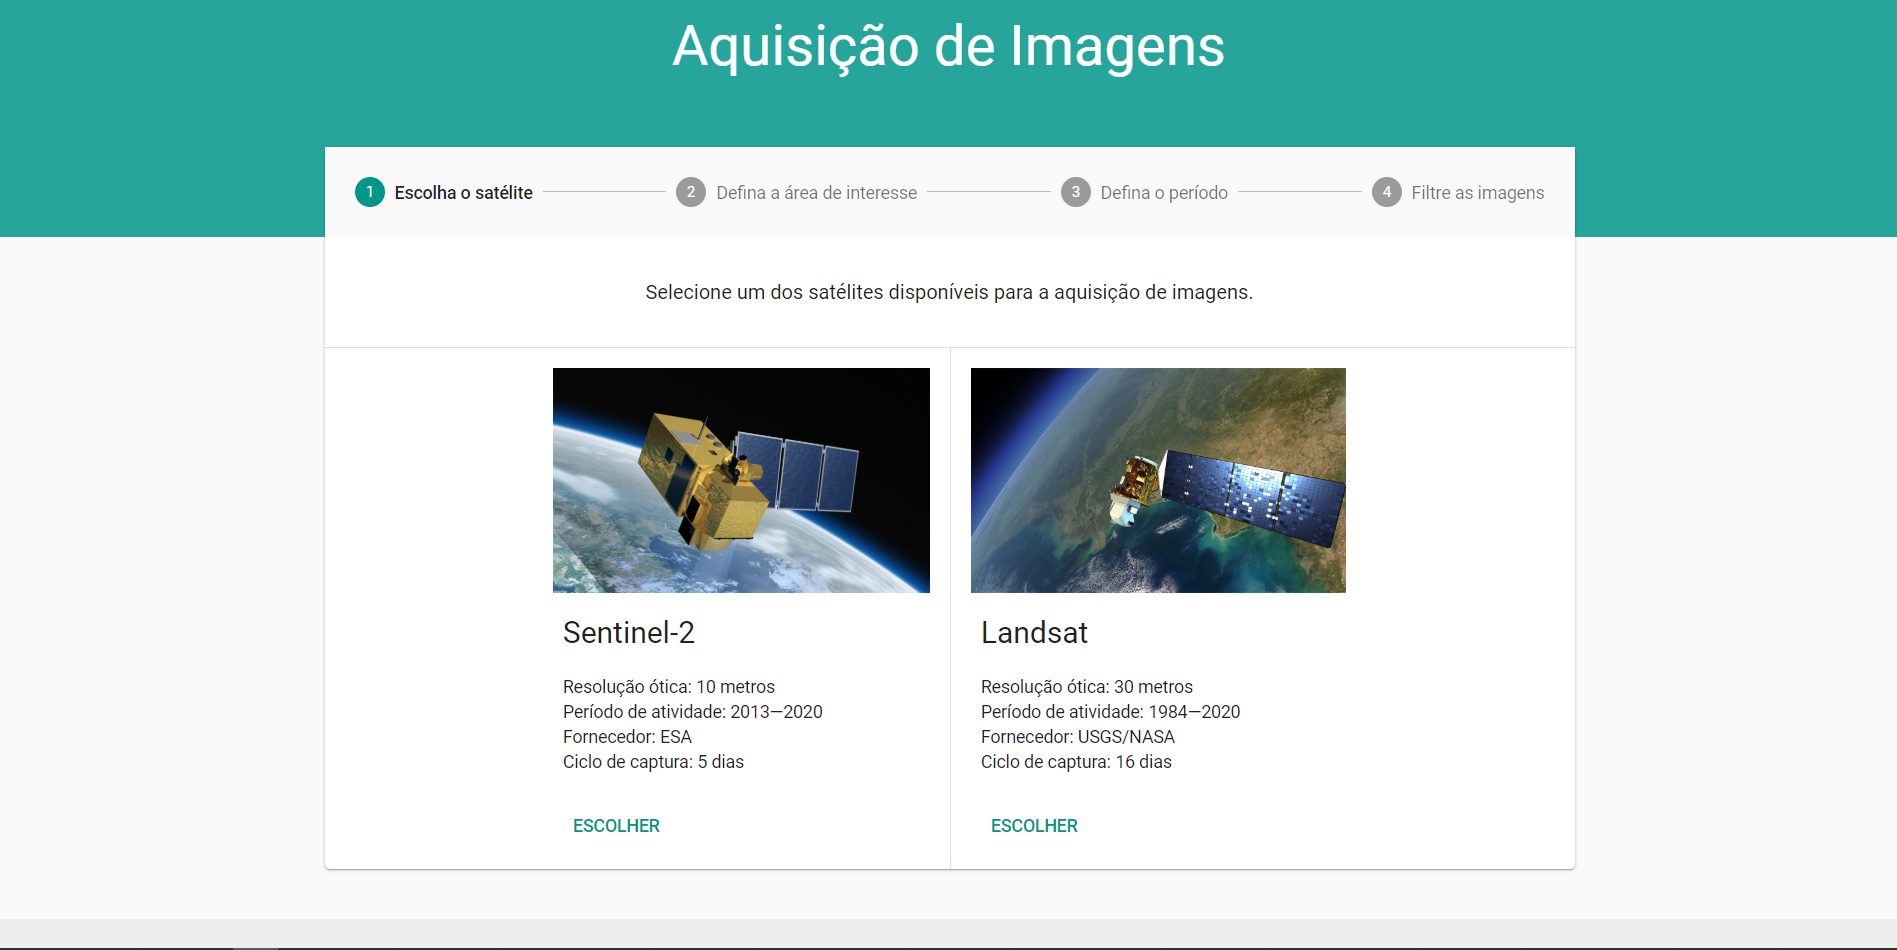 Aquisição de Imagens
1 Escolha o satélite 2 Defina a área de interesse 3 Defina o período 4 Filtre as imagens
Selecione um dos satélites disponíveis para a aquisição de imagens.
Sentinel-2
Resolução ótica: 10 metros
Período de atividade: 2013—2020
Fornecedor: ESA
Ciclo de captura: 5 dias
ESCOLHER
Landsat
Resolução ótica: 30 metros
Período de atividade: 1984—2020
Fornecedor: USGS/NASA
Ciclo de captura: 16 dias
ESCOLHER